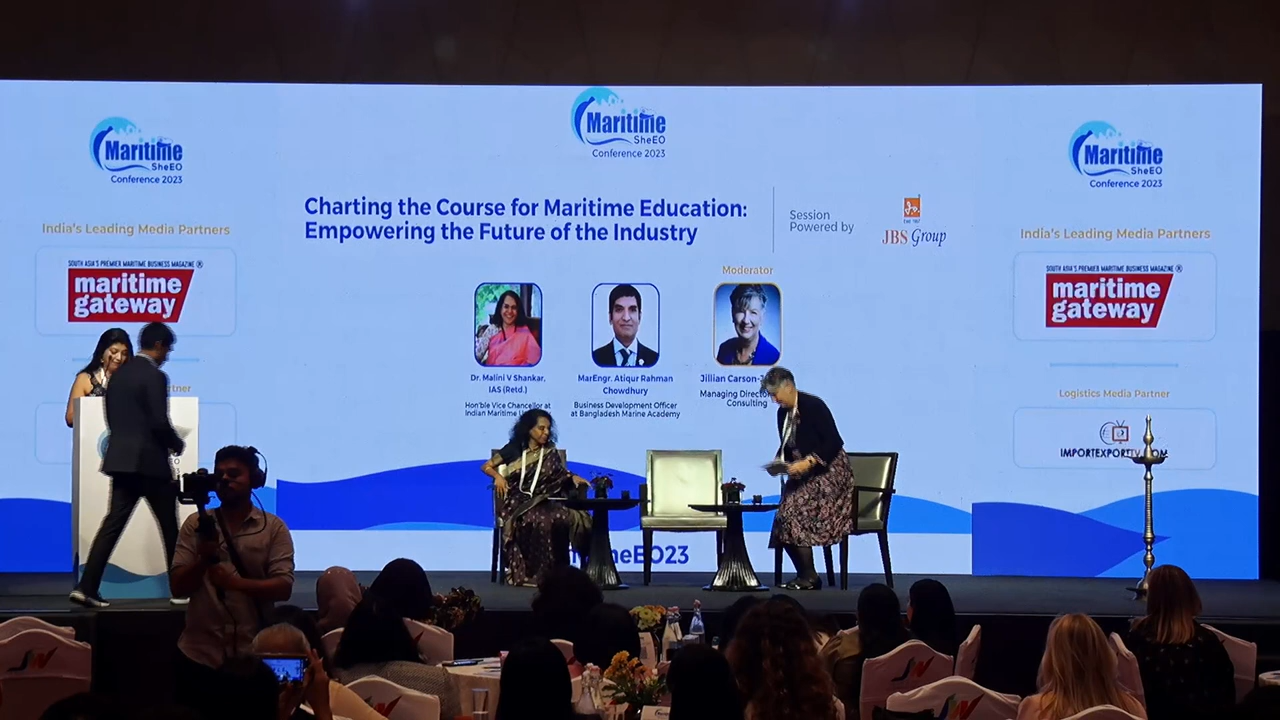 Maritime
SheEO
Conference 2023
India's Leading Media Partners
SOUTH ASIA'S PREMIER MARITIME BUSINESS MAGAZINE ®
maritime
gateway
Maritime
SheEO
Conference 2023
Charting the Course for Maritime Education:
Empowering the Future of the Industry
Session
Powered by
JBS Group
Moderator
Dr. Malini V Shankar,
IAS (Retd.)
Hon'ble Vice Chancellor at
Indian Maritime
MarEngr. Atiqur Rahman
Chowdhury
Business Development Officer
at Bangladesh Marine Academy
Jillian Carson-
Managing Director
Consulting
eEO23
Maritime
SheEO
Conference 2023
India's Leading Media Partners
SOUTH ASIA'S PREMIER MARITIME BUSINESS MAGAZINE ®
maritime
gateway
Logistics Media Partner
IMPORTEXPORT